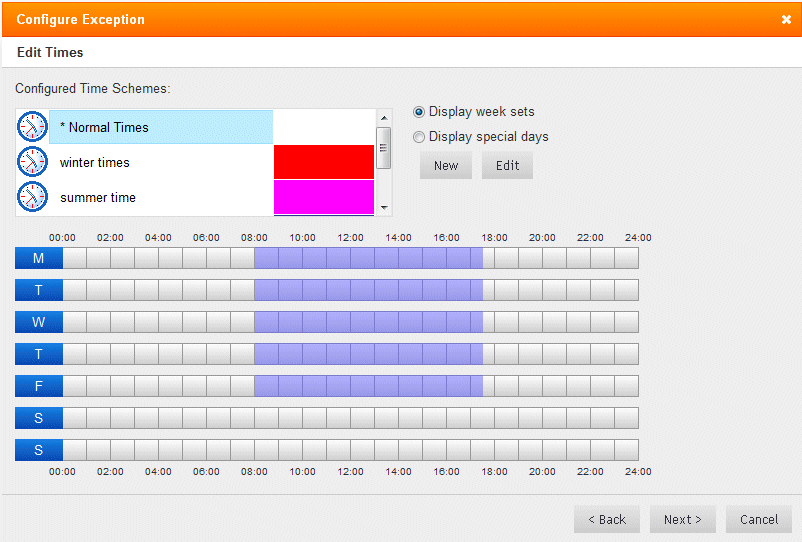 Configure Exception
Edit Times
Configured Time Schemes:
* Normal Times
winter times
summer time
Display week sets
Display special days
New Edit
00:00 02:00 04:00 06:00 08:00 10:00 12:00 14:00 16:00 18:00 20:00 22:00 24:00
M
T
W
T
F
S
S
00:00 02:00 04:00 06:00 08:00 10:00 12:00 14:00 16:00 18:00 20:00 22:00 24:00
< Back Next > Cancel